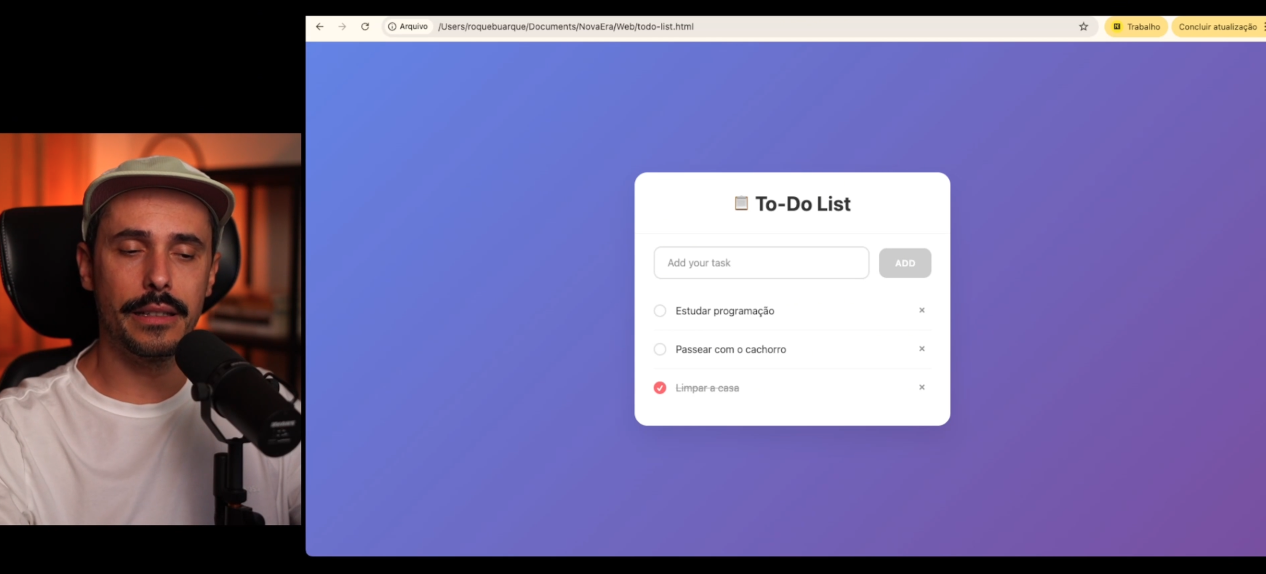 Arquivo /Users/roquebuarque/Documents/NovaEra/Web/todo-list.html Trabalho Concluir atualização
To-Do List
Add your task ADD
Estudar programação
Passear com o cachorro
Limpar a casa